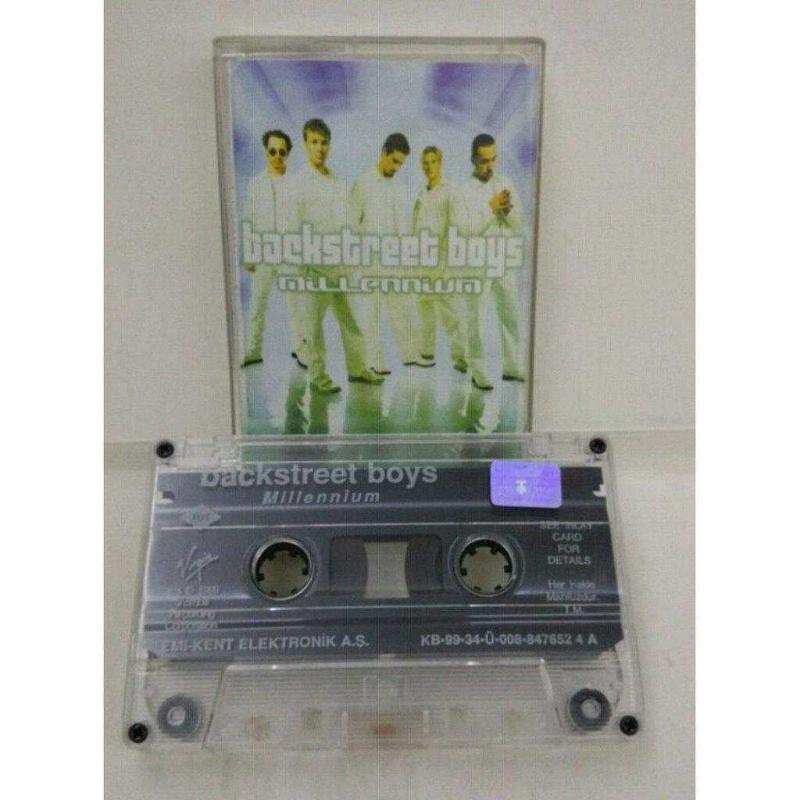 backstreet boys
millennium
backstreet boys
Millennium
SEE INLAY
CARD
FOR
DETAILS
Virgin
Her Hakkı
Mahfuzdur.
T.M.
EMI-KENT ELEKTRONİK A.Ş.
KB•99-34•Ü-008-847652 4 A